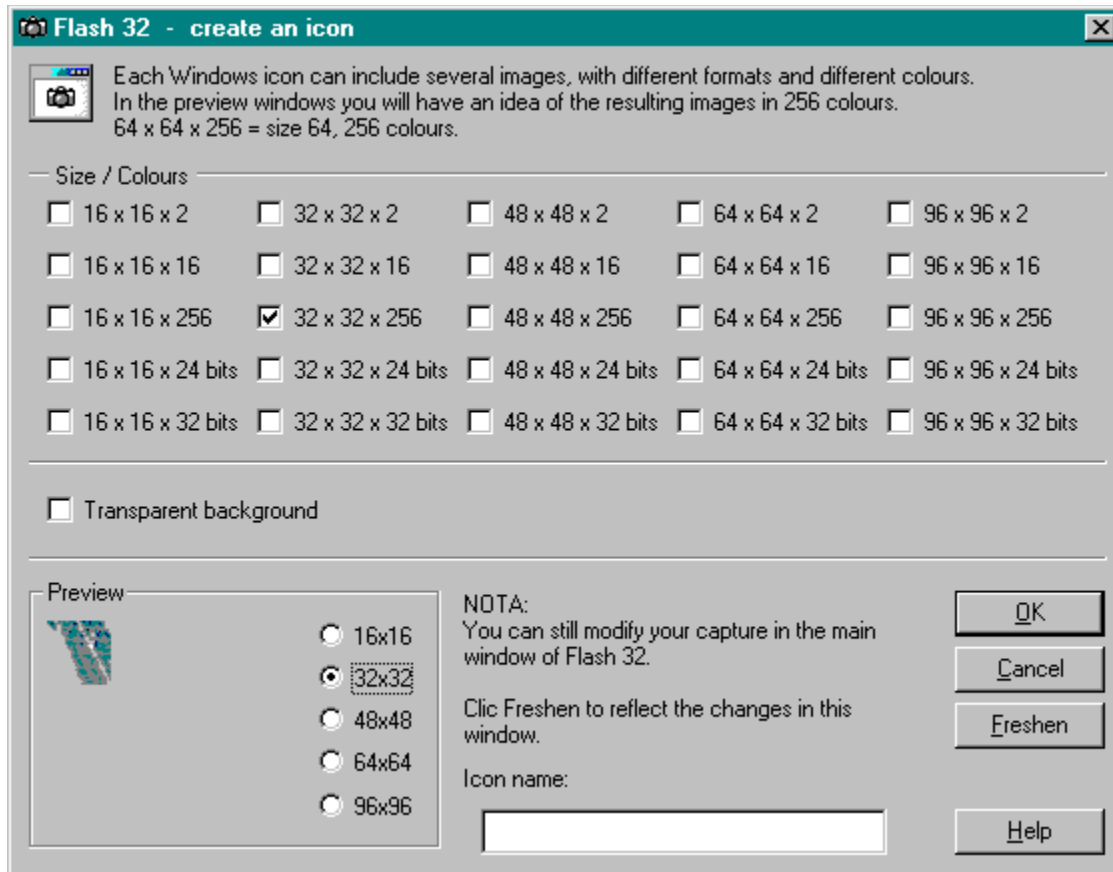 Flash 32 - create an icon
Each Windows icon can include several images, with different formats and different colours.
In the preview windows you will have an idea of the resulting images in 256 colours.
64 x 64 x 256 = size 64, 256 colours.
Size / Colours
16 x 16 x 2 32 x 32 x 2 48 x 48 x 2 64 x 64 x 2 96 x 96 x 2
16 x 16 x 16 32 x 32 x 16 48 x 48 x 16 64 x 64 x 16 96 x 96 x 16
16 x 16 x 256 32 x 32 x 256 48 x 48 x 256 64 x 64 x 256 96 x 96 x 256
16 x 16 x 24 bits 32 x 32 x 24 bits 48 x 48 x 24 bits 64 x 64 x 24 bits 96 x 96 x 24 bits
16 x 16 x 32 bits 32 x 32 x 32 bits 48 x 48 x 32 bits 64 x 64 x 32 bits 96 x 96 x 32 bits
Transparent background
Preview
16x16
32x32
48x48
64x64
96x96
NOTA:
You can still modify your capture in the main
window of Flash 32.
Clic Freshen to reflect the changes in this
window.
Icon name:
OK
Cancel
Freshen
Help